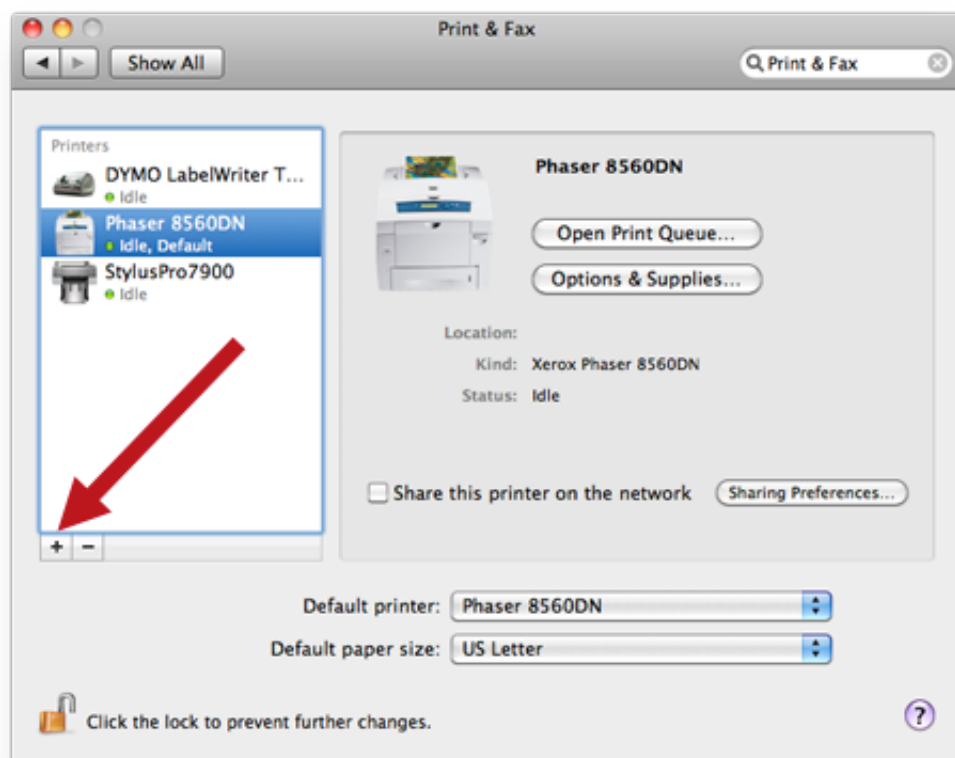 Print & Fax
Show All
Print & Fax
Printers
DYMO LabelWriter T...
Idle
Phaser 8560DN
Idle, Default
StylusPro7900
Idle
Phaser 8560DN
Open Print Queue...
Options & Supplies...
Location:
Kind: Xerox Phaser 8560DN
Status: Idle
Share this printer on the network
Sharing Preferences...
+ −
Default printer: Phaser 8560DN
Default paper size: US Letter
Click the lock to prevent further changes.
?